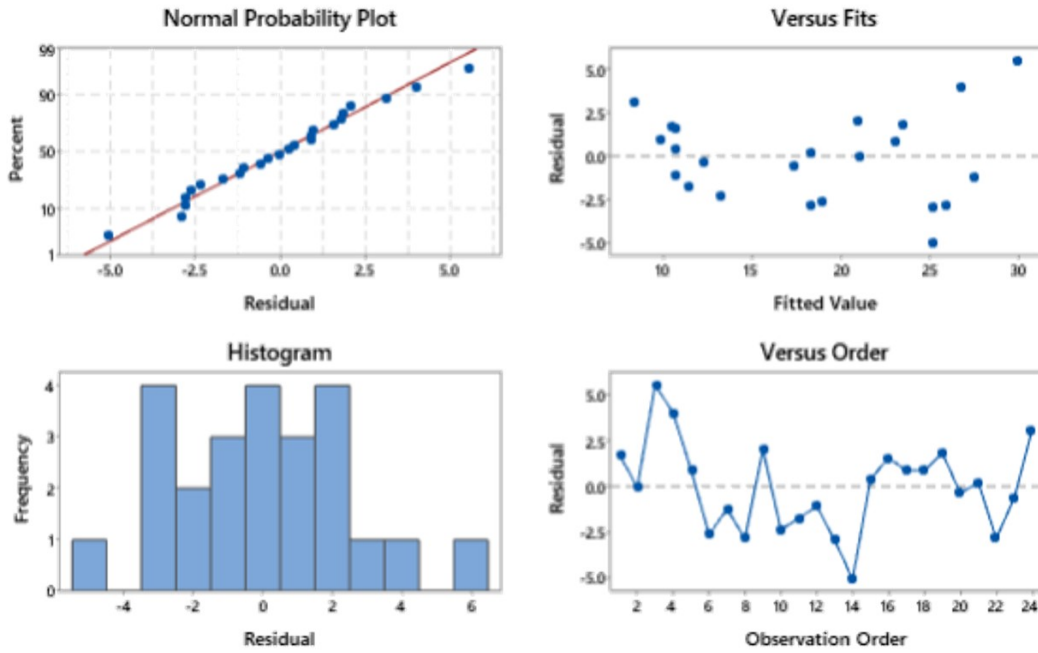 Normal Probability Plot
99
90
50
10
1
Percent
-5.0 -2.5 0.0 2.5 5.0
Residual
Versus Fits
5.0
2.5
0.0
-2.5
-5.0
Residual
10 15 20 25 30
Fitted Value
Histogram
4
3
2
1
0
Frequency
-4 -2 0 2 4 6
Residual
Versus Order
5.0
2.5
0.0
-2.5
-5.0
Residual
2 4 6 8 10 12 14 16 18 20 22 24
Observation Order